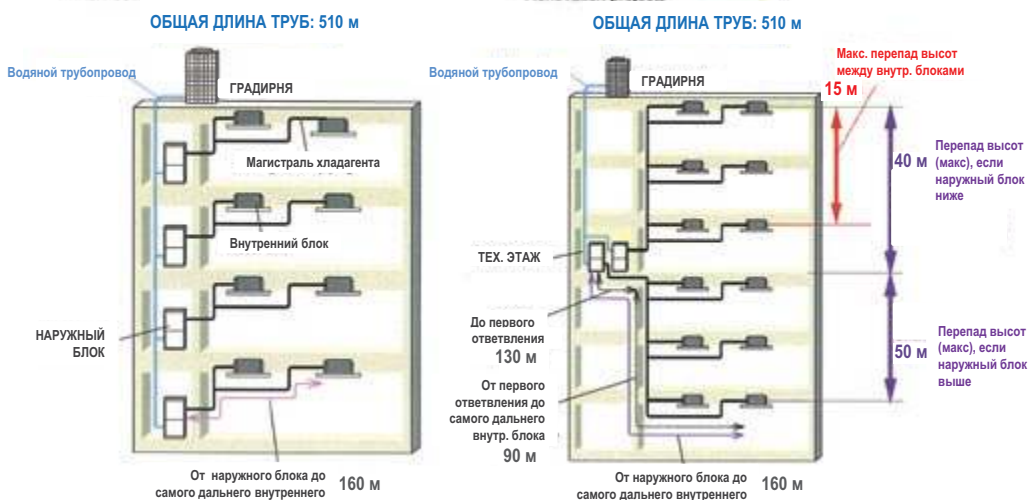 ОБЩАЯ ДЛИНА ТРУБ: 510 м
Водяной трубопровод
ГРАДИРНЯ
Магистраль хладагента
Внутренний блок
НАРУЖНЫЙ
БЛОК
От наружного блока до
самого дальнего внутреннего
160 м
ОБЩАЯ ДЛИНА ТРУБ: 510 м
Водяной трубопровод
ГРАДИРНЯ
Макс. перепад высот
между внутр. блоками
15 м
40 м
Перепад высот
(макс), если
наружный блок
ниже
ТЕХ. ЭТАЖ
До первого
ответвления
130 м
50 м
Перепад высот
(макс), если
наружный блок
выше
От первого
ответвления до
самого дальнего
внутр. блока
90 м
От наружного блока до
самого дальнего внутреннего
160 м